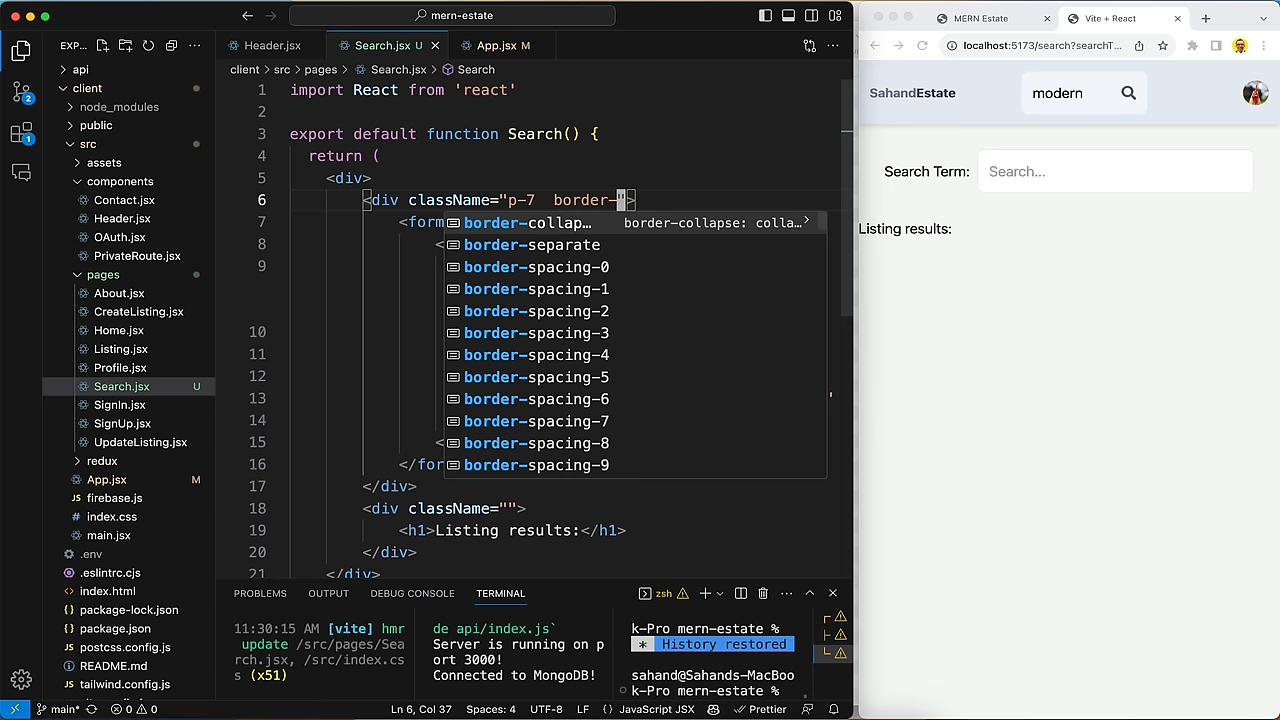 mern-estate
EXP...
api
client
node_modules
public
src
assets
components
Contact.jsx
Header.jsx
OAuth.jsx
PrivateRoute.jsx
pages
About.jsx
CreateListing.jsx
Home.jsx
Listing.jsx
Profile.jsx
Search.jsx U
SignIn.jsx
SignUp.jsx
UpdateListing.jsx
redux
App.jsx M
JS firebase.js
# index.css
main.jsx
.env
.eslintrc.cjs
<> index.html
{} package-lock.json
{} package.json
JS postcss.config.js
README.md
JS tailwind.config.js
2
1
Header.jsx
Search.jsx U
App.jsx M
client > src > pages > Search.jsx > Search
1 import React from 'react'
2
3 export default function Search() {
4 return (
5 <div>
6 <div className="p-7  border-">
7 <form
8 <
9
10
11
12
13
14
15 <
16 </for
17 </div>
18 <div className="">
19 <h1>Listing results:</h1>
20 </div>
21 </div>
border-collap… border-collapse: colla…
border-separate
border-spacing-0
border-spacing-1
border-spacing-2
border-spacing-3
border-spacing-4
border-spacing-5
border-spacing-6
border-spacing-7
border-spacing-8
border-spacing-9
PROBLEMS OUTPUT DEBUG CONSOLE TERMINAL
zsh
11:30:15 AM [vite] hmr
update /src/pages/Sea
rch.jsx, /src/index.cs
s (x51)
de api/index.js`
Server is running on p
ort 3000!
Connected to MongoDB!
k-Pro mern-estate %
* History restored
sahand@Sahands-MacBoo
k-Pro mern-estate %
main*
0 0
Ln 6, Col 37
Spaces: 4
UTF-8
LF
{} JavaScript JSX
Prettier
MERN Estate
Vite + React
localhost:5173/search?searchT...
SahandEstate
modern
Search Term:
Search...
Listing results: